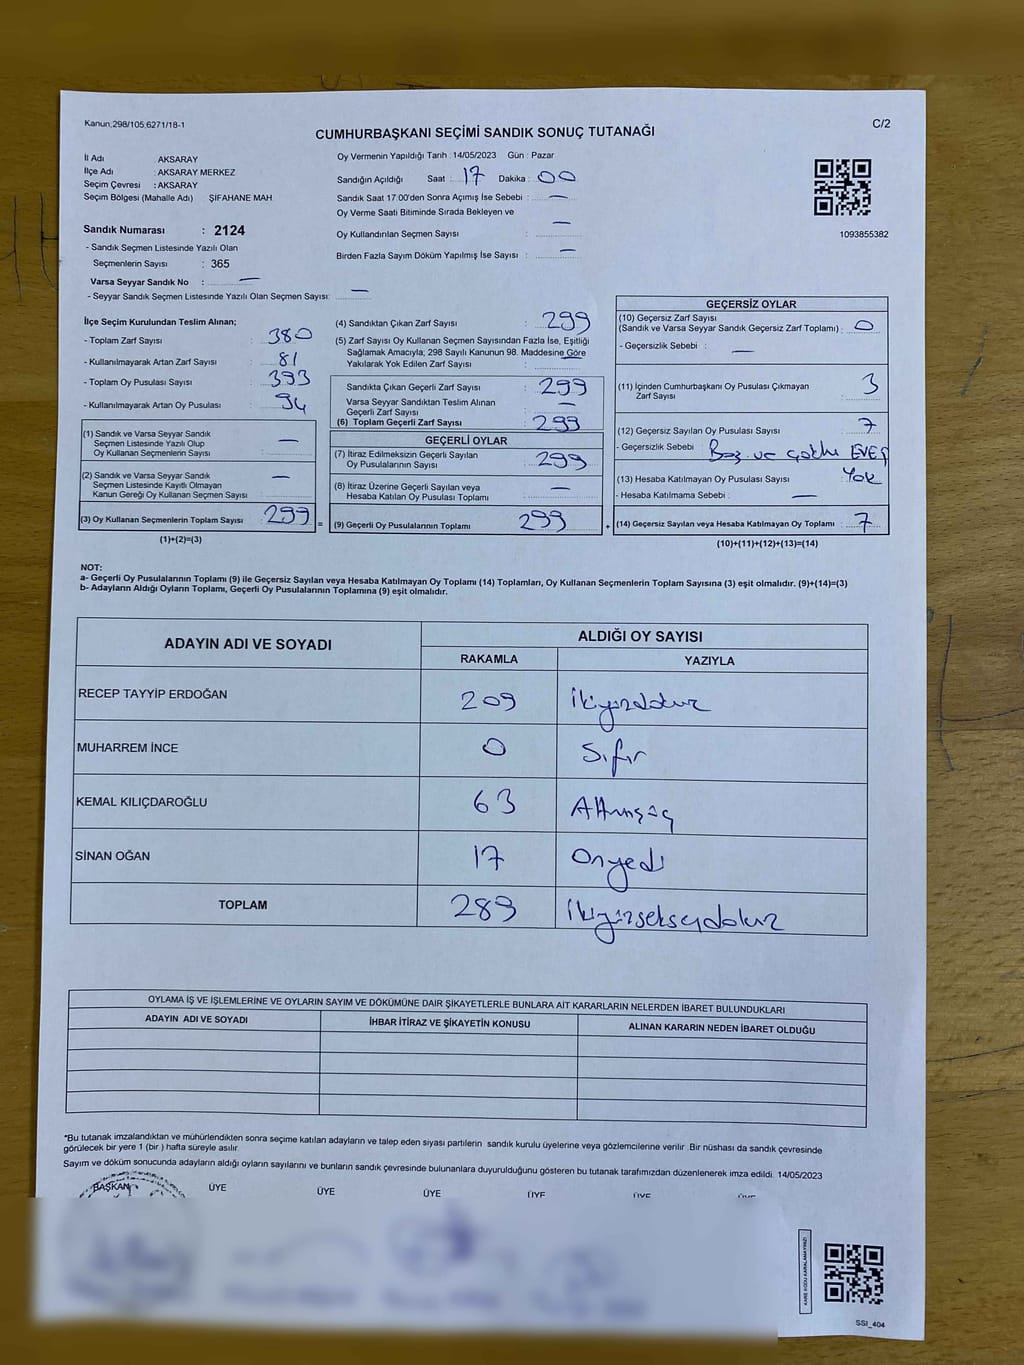 Kanun,298/105;6271/18-1
C/2
CUMHURBAŞKANI SEÇİMİ SANDIK SONUÇ TUTANAĞI
İl Adı AKSARAY
İlçe Adı : AKSARAY MERKEZ
Seçim Çevresi : AKSARAY
Seçim Bölgesi (Mahalle Adı) ŞIFAHANE MAH
Sandık Numarası : 2124
- Sandık Seçmen Listesinde Yazılı Olan
Seçmenlerin Sayısı : 365
Varsa Seyyar Sandık No : —
- Seyyar Sandık Seçmen Listesinde Yazılı Olan Seçmen Sayısı: —
Oy Vermenin Yapıldığı Tarih : 14/05/2023 Gün : Pazar
Sandığın Açıldığı Saat : 17 Dakika : 00
Sandık Saat 17:00'den Sonra Açımış İse Sebebi : —
Oy Verme Saati Bitiminde Sırada Bekleyen ve
Oy Kullandırılan Seçmen Sayısı : —
Birden Fazla Sayım Döküm Yapılmış İse Sayısı : —
1093855382
İlçe Seçim Kurulundan Teslim Alınan;
- Toplam Zarf Sayısı : 380
- Kullanılmayarak Artan Zarf Sayısı : 81
- Toplam Oy Pusulası Sayısı : 393
- Kullanılmayarak Artan Oy Pusulası : 94
(1) Sandık ve Varsa Seyyar Sandık
Seçmen Listesinde Yazılı Olup
Oy Kullanan Seçmenlerin Sayısı : —
(2) Sandık ve Varsa Seyyar Sandık
Seçmen Listesinde Kayıtlı Olmayan
Kanun Gereği Oy Kullanan Seçmen Sayısı : —
(3) Oy Kullanan Seçmenlerin Toplam Sayısı : 299 =
(1)+(2)=(3)
(4) Sandıktan Çıkan Zarf Sayısı : 299
(5) Zarf Sayısı Oy Kullanan Seçmen Sayısından Fazla İse, Eşitliği
Sağlamak Amacıyla, 298 Sayılı Kanunun 98. Maddesine Göre
Yakılarak Yok Edilen Zarf Sayısı : —
Sandıkta Çıkan Geçerli Zarf Sayısı : 299
Varsa Seyyar Sandıktan Teslim Alınan
Geçerli Zarf Sayısı : —
(6) Toplam Geçerli Zarf Sayısı : 299
GEÇERLİ OYLAR
(7) İtiraz Edilmeksizin Geçerli Sayılan
Oy Pusulalarının Sayısı : 299
(8) İtiraz Üzerine Geçerli Sayılan veya
Hesaba Katılan Oy Pusulası Toplamı : —
(9) Geçerli Oy Pusulalarının Toplamı : 299 +
GEÇERSİZ OYLAR
(10) Geçersiz Zarf Sayısı
(Sandık ve Varsa Seyyar Sandık Geçersiz Zarf Toplamı) : 0
- Geçersizlik Sebebi : —
(11) İçinden Cumhurbaşkanı Oy Pusulası Çıkmayan
Zarf Sayısı : 3
(12) Geçersiz Sayılan Oy Pusulası Sayısı : 7
- Geçersizlik Sebebi : Boş ve çoklu EVET
(13) Hesaba Katılmayan Oy Pusulası Sayısı : Yok
- Hesaba Katılmama Sebebi : —
(14) Geçersiz Sayılan veya Hesaba Katılmayan Oy Toplamı : 7
(10)+(11)+(12)+(13)=(14)
NOT:
a- Geçerli Oy Pusulalarının Toplamı (9) ile Geçersiz Sayılan veya Hesaba Katılmayan Oy Toplamı (14) Toplamları, Oy Kullanan Seçmenlerin Toplam Sayısına (3) eşit olmalıdır. (9)+(14)=(3)
b- Adayların Aldığı Oyların Toplamı, Geçerli Oy Pusulalarının Toplamına (9) eşit olmalıdır.
ADAYIN ADI VE SOYADI ALDIĞI OY SAYISI
RAKAMLA YAZIYLA
RECEP TAYYİP ERDOĞAN 209 İkiyüzdokuz
MUHARREM İNCE 0 Sıfır
KEMAL KILIÇDAROĞLU 63 Altmışüç
SİNAN OĞAN 17 Onyedi
TOPLAM 289 İkiyüzseksendokuz
OYLAMA İŞ VE İŞLEMLERİNE VE OYLARIN SAYIM VE DÖKÜMÜNE DAİR ŞİKAYETLERLE BUNLARA AİT KARARLARIN NELERDEN İBARET BULUNDUKLARI
ADAYIN ADI VE SOYADI İHBAR İTİRAZ VE ŞİKAYETİN KONUSU ALINAN KARARIN NEDEN İBARET OLDUĞU
*Bu tutanak imzalandıktan ve mühürlendikten sonra seçime katılan adayların ve talep eden siyasi partilerin sandık kurulu üyelerine veya gözlemcilerine verilir. Bir nüshası da sandık çevresinde
görülecek bir yere 1 (bir) hafta süreyle asılır.
Sayım ve döküm sonucunda adayların aldığı oyların sayılarını ve bunların sandık çevresinde bulunanlara duyurulduğunu gösteren bu tutanak tarafımızdan düzenlenerek imza edildi. 14/05/2023
BAŞKAN ÜYE ÜYE ÜYE ÜYE ÜYE ÜYE
KARE KODU KARALAMAYINIZ!
SSI_404